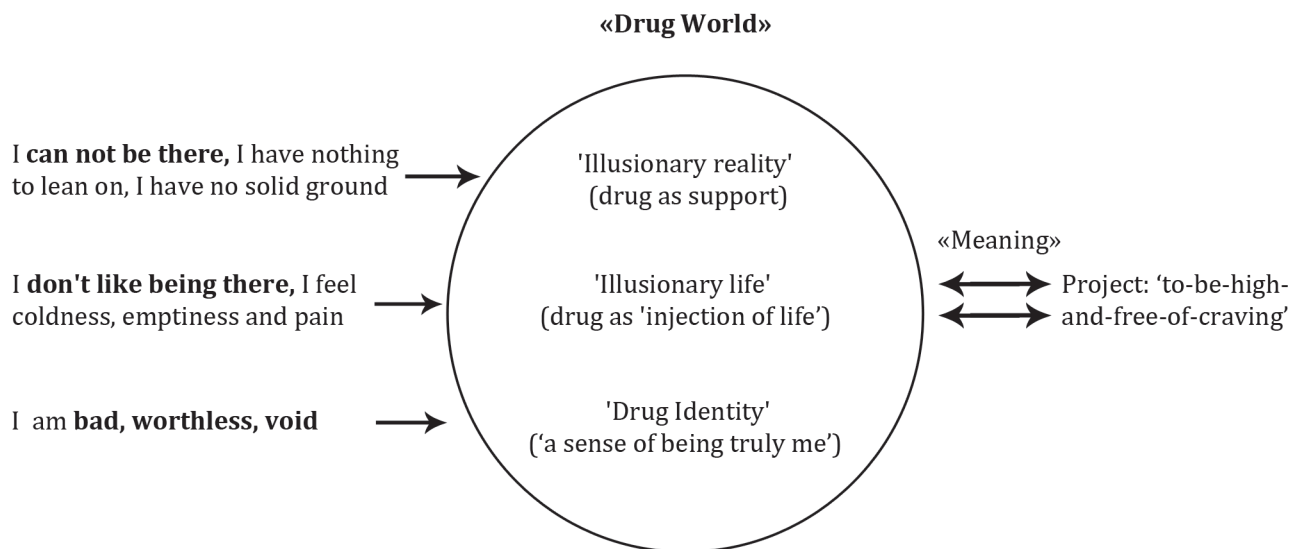 «Drug World»
I can not be there, I have nothing
to lean on, I have no solid ground
'Illusionary reality'
(drug as support)
I don't like being there, I feel
coldness, emptiness and pain
'Illusionary life'
(drug as 'injection of life’)
«Meaning»
Project: ‘to-be-high-
and-free-of-craving’
I am bad, worthless, void
'Drug Identity'
(‘a sense of being truly me’)